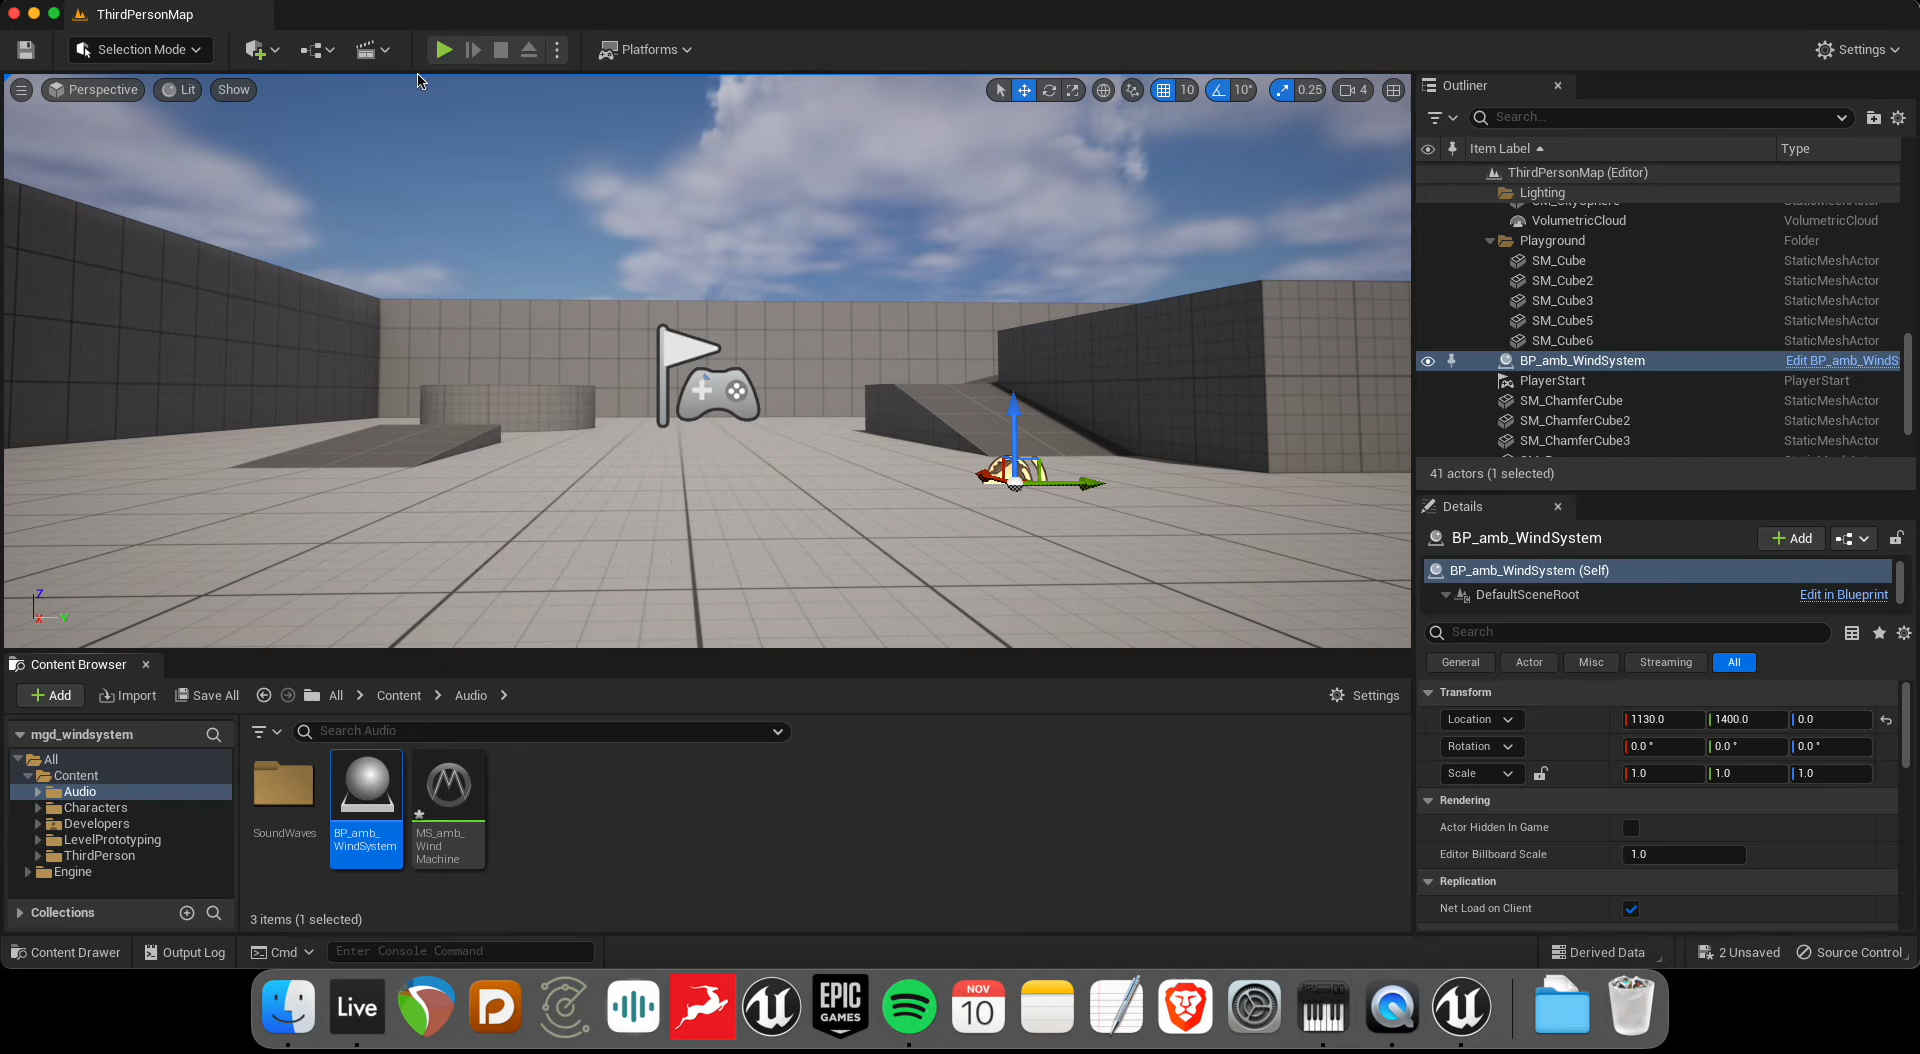 ThirdPersonMap
Selection Mode
Platforms
Settings
Perspective
Lit
Show
10
10°
0.25
4
Z
X
Y
Outliner
Search...
Item Label
Type
ThirdPersonMap (Editor)
Lighting
SM_SkySphere StaticMeshActor
VolumetricCloud VolumetricCloud
Playground Folder
SM_Cube StaticMeshActor
SM_Cube2 StaticMeshActor
SM_Cube3 StaticMeshActor
SM_Cube5 StaticMeshActor
SM_Cube6 StaticMeshActor
BP_amb_WindSystem Edit BP_amb_WindS
PlayerStart PlayerStart
SM_ChamferCube StaticMeshActor
SM_ChamferCube2 StaticMeshActor
SM_ChamferCube3 StaticMeshActor
41 actors (1 selected)
Details
BP_amb_WindSystem
Add
BP_amb_WindSystem (Self)
DefaultSceneRoot
Edit in Blueprint
Search
General
Actor
Misc
Streaming
All
Transform
Location 1130.0 1400.0 0.0
Rotation 0.0 ° 0.0 ° 0.0 °
Scale 1.0 1.0 1.0
Rendering
Actor Hidden In Game
Editor Billboard Scale 1.0
Replication
Net Load on Client
Content Browser
Add
Import
Save All
All
Content
Audio
Settings
mgd_windsystem
All
Content
Audio
Characters
Developers
LevelPrototyping
ThirdPerson
Engine
Collections
Search Audio
SoundWaves
BP_amb_
WindSystem
MS_amb_
Wind
Machine
3 items (1 selected)
Content Drawer
Output Log
Cmd
Enter Console Command
Derived Data
2 Unsaved
Source Control
Live
EPIC
GAMES
NOV
10